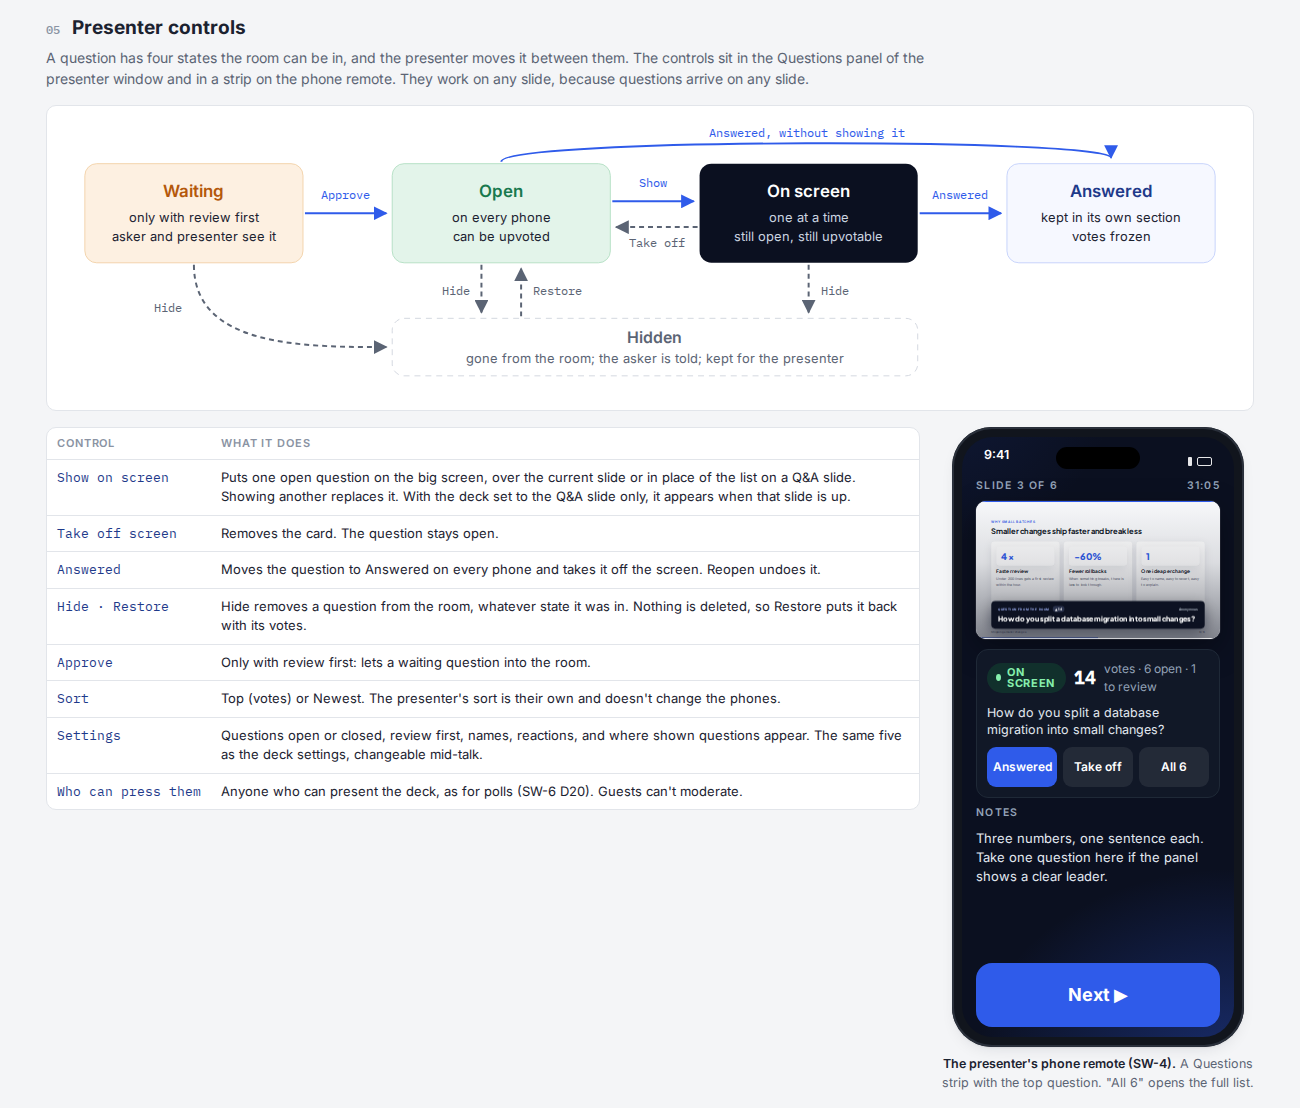 05 Presenter controls
A question has four states the room can be in, and the presenter moves it between them. The controls sit in the Questions panel of the
presenter window and in a strip on the phone remote. They work on any slide, because questions arrive on any slide.
Answered, without showing it
Waiting
only with review first
asker and presenter see it
Approve
Open
on every phone
can be upvoted
Show
Take off
On screen
one at a time
still open, still upvotable
Answered
Answered
kept in its own section
votes frozen
Hide
Hide
Restore
Hide
Hidden
gone from the room; the asker is told; kept for the presenter
CONTROL WHAT IT DOES
Show on screen Puts one open question on the big screen, over the current slide or in place of the list on a Q&A slide.
Showing another replaces it. With the deck set to the Q&A slide only, it appears when that slide is up.
Take off screen Removes the card. The question stays open.
Answered Moves the question to Answered on every phone and takes it off the screen. Reopen undoes it.
Hide · Restore Hide removes a question from the room, whatever state it was in. Nothing is deleted, so Restore puts it back
with its votes.
Approve Only with review first: lets a waiting question into the room.
Sort Top (votes) or Newest. The presenter's sort is their own and doesn't change the phones.
Settings Questions open or closed, review first, names, reactions, and where shown questions appear. The same five
as the deck settings, changeable mid-talk.
Who can press them Anyone who can present the deck, as for polls (SW-6 D20). Guests can't moderate.
9:41
SLIDE 3 OF 6 31:05
WHY SMALL BATCHES
Smaller changes ship faster and break less
4× −60% 1
Faster review Fewer rollbacks One idea per change
QUESTION FROM THE ROOM ▲14 Anonymous
How do you split a database migration into small changes?
ON
SCREEN
14
votes · 6 open · 1
to review
How do you split a database
migration into small changes?
Answered Take off All 6
NOTES
Three numbers, one sentence each.
Take one question here if the panel
shows a clear leader.
Next ▶
The presenter's phone remote (SW-4). A Questions
strip with the top question. "All 6" opens the full list.